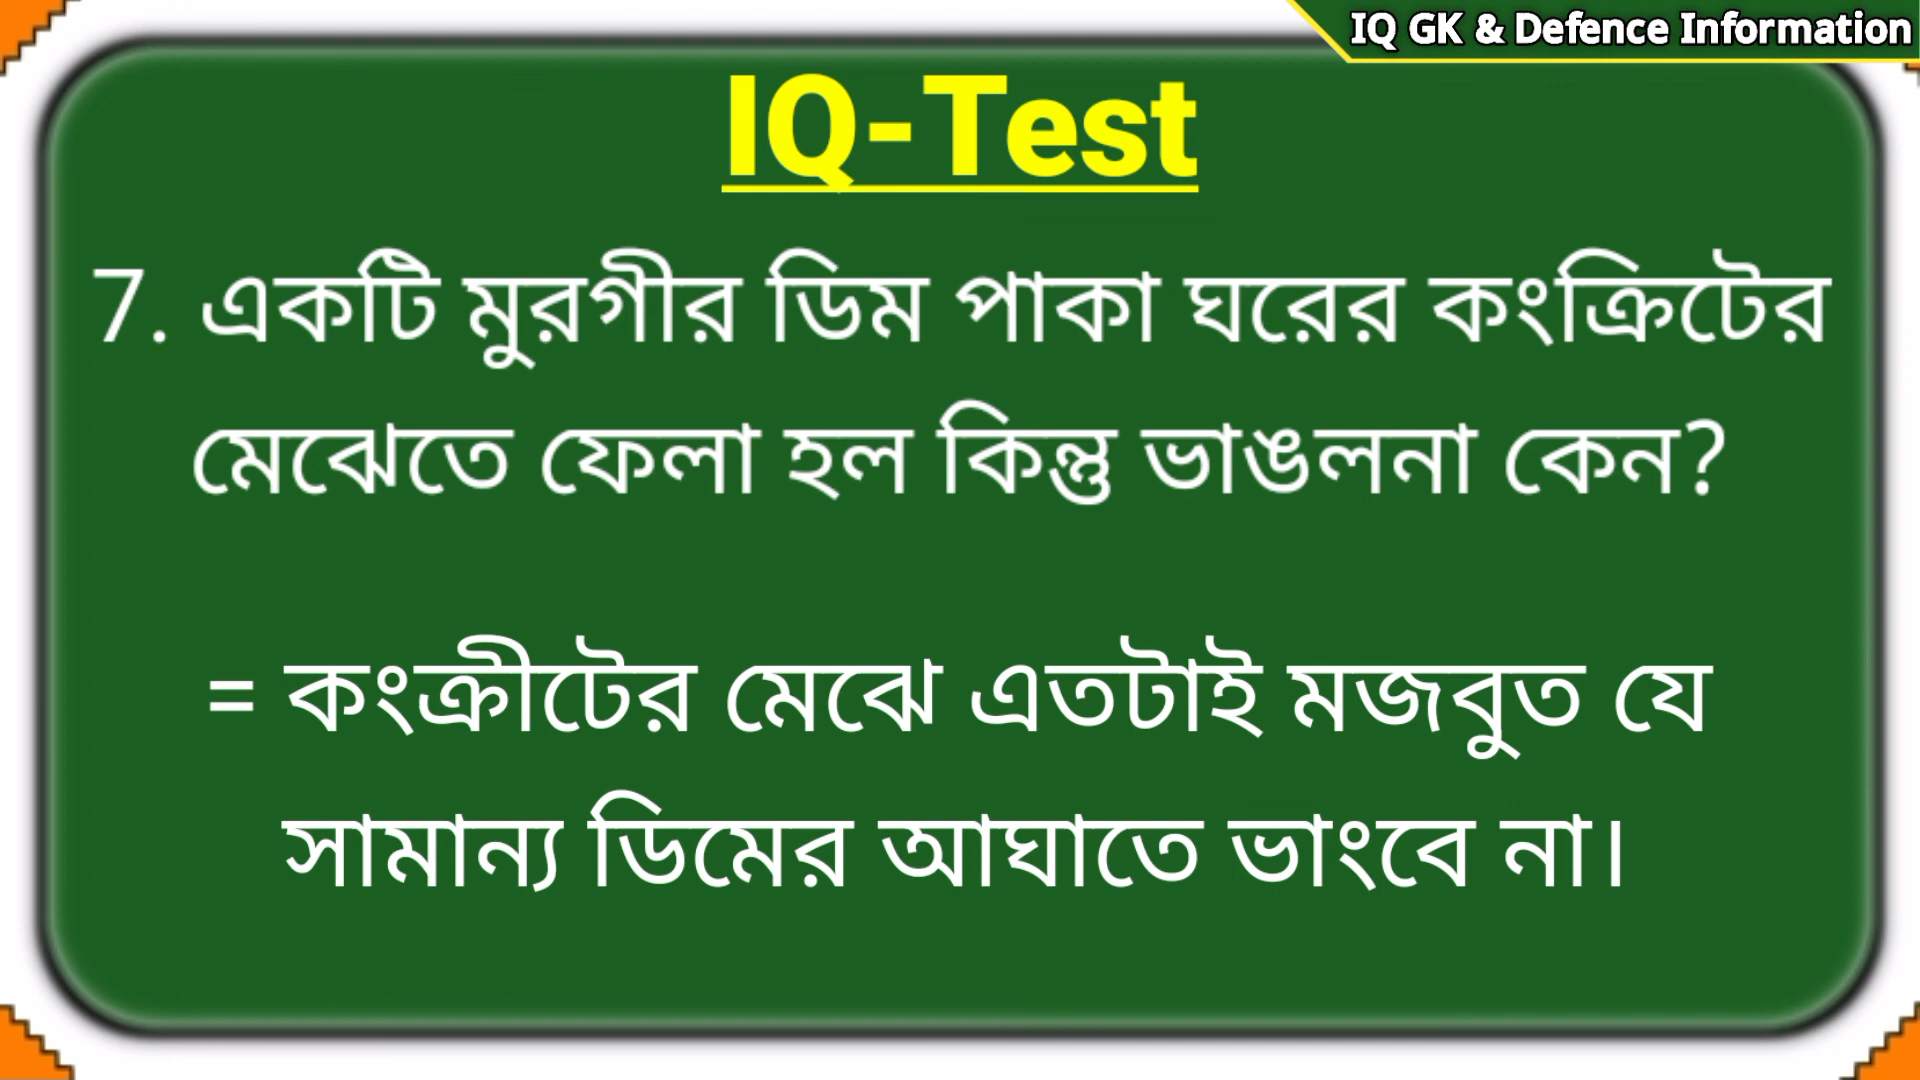 IQ GK & Defence Information
IQ-Test
7. একটি মুরগীর ডিম পাকা ঘরের কংক্রিটের
মেঝেতে ফেলা হল কিন্তু ভাঙলনা কেন?
= কংক্রীটের মেঝে এতটাই মজবুত যে
সামান্য ডিমের আঘাতে ভাংবে না।